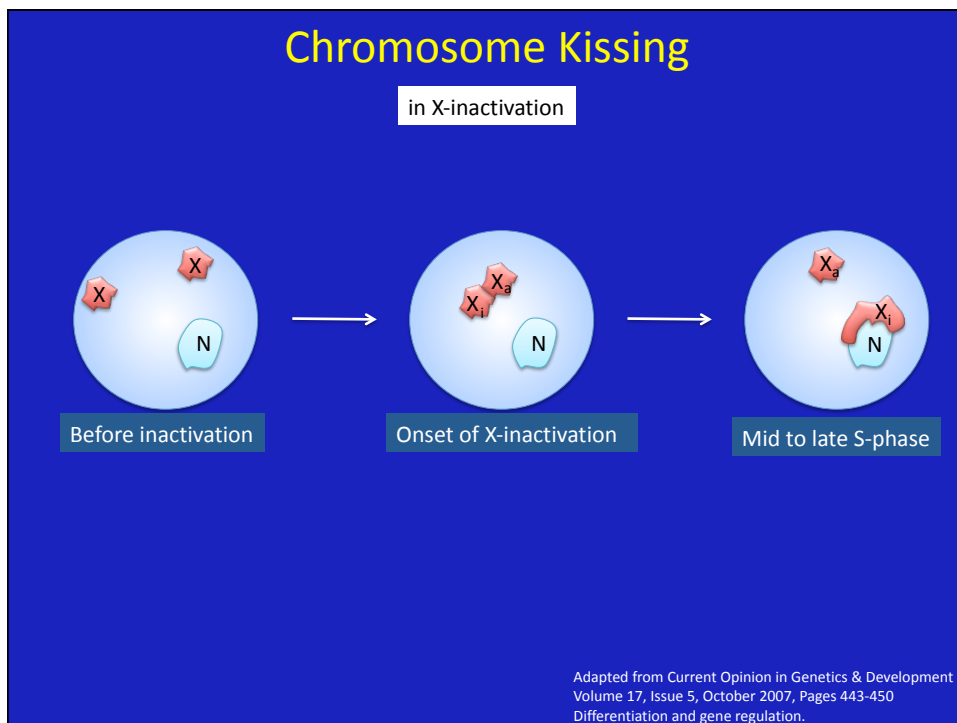 Chromosome Kissing
in X-inactivation
X
X
N
Xa
Xi
N
Xa
Xi
N
Before inactivation
Onset of X-inactivation
Mid to late S-phase
Adapted from Current Opinion in Genetics & Development
Volume 17, Issue 5, October 2007, Pages 443-450
Differentiation and gene regulation.